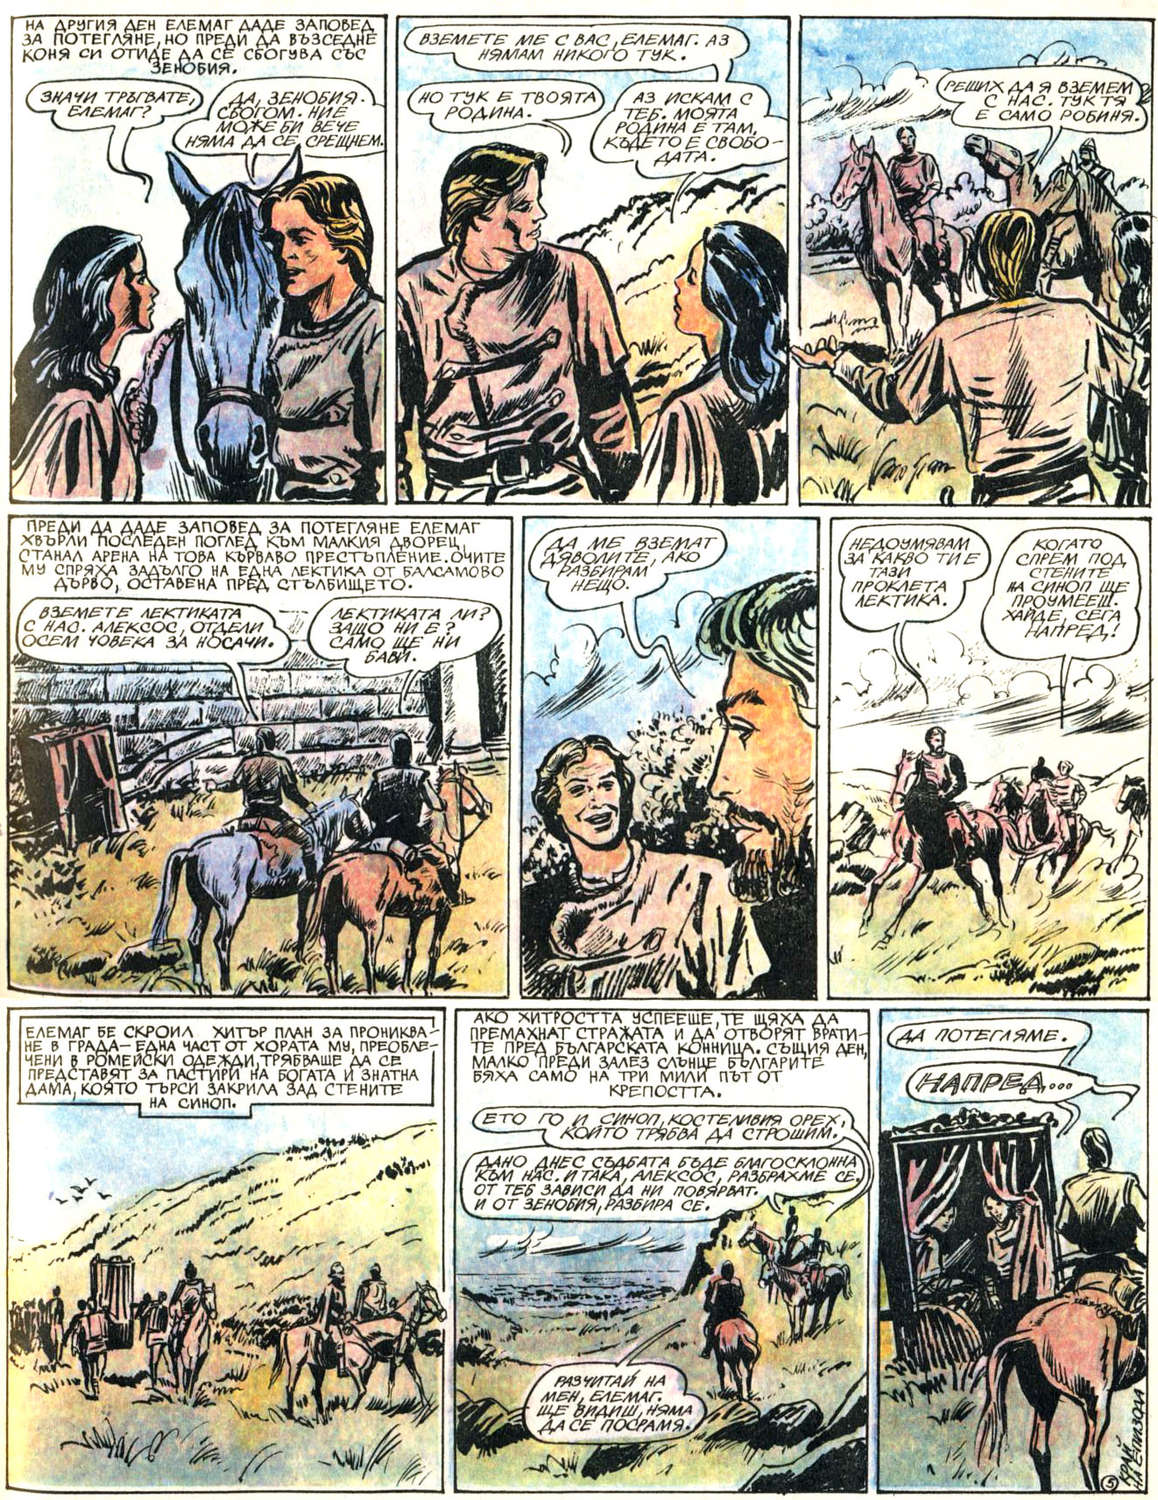 НА ДРУГИЯ ДЕН ЕЛЕМАГ ДАДЕ ЗАПОВЕД
ЗА ПОТЕГЛЯНЕ, НО ПРЕДИ ДА ВЪЗСЕДНЕ
КОНЯ СИ ОТИДЕ ДА СЕ СБОГУВА СЪС
ЗЕНОБИЯ.
ЗНАЧИ ТРЪГВАТЕ,
ЕЛЕМАГ?
ДА, ЗЕНОБИЯ.
СБОГОМ. НИЕ
МОЖЕ БИ ВЕЧЕ
НЯМА ДА СЕ СРЕЩНЕМ.
ВЗЕМЕТЕ МЕ С ВАС, ЕЛЕМАГ. АЗ
НЯМАМ НИКОГО ТУК.
НО ТУК Е ТВОЯТА
РОДИНА.
АЗ ИСКАМ С
ТЕБ. МОЯТА
РОДИНА Е ТАМ,
КЪДЕТО Е СВОБО-
ДАТА.
РЕШИХ ДА Я ВЗЕМЕМ
С НАС. ТУК ТЯ
Е САМО РОБИНЯ.
ПРЕДИ ДА ДАДЕ ЗАПОВЕД ЗА ПОТЕГЛЯНЕ ЕЛЕМАГ
ХВЪРЛИ ПОСЛЕДЕН ПОГЛЕД КЪМ МАЛКИЯ ДВОРЕЦ,
СТАНАЛ АРЕНА НА ТОВА КЪРВАВО ПРЕСТЪПЛЕНИЕ. ОЧИТЕ
МУ СПРЯХА ЗАДЪЛГО НА ЕДНА ЛЕКТИКА ОТ БАЛСАМОВО
ДЪРВО, ОСТАВЕНА ПРЕД СТЪЛБИЩЕТО.
ВЗЕМЕТЕ ЛЕКТИКАТА
С НАС. АЛЕКСОС, ОТДЕЛИ
ОСЕМ ЧОВЕКА ЗА НОСАЧИ.
ЛЕКТИКАТА ЛИ?
ЗАЩО НИ Е?
САМО ЩЕ НИ
БАВИ.
ДА МЕ ВЗЕМАТ
ДЯВОЛИТЕ, АКО
РАЗБИРАМ
НЕЩО.
НЕДОУМЯВАМ
ЗА КАКВО ТИ Е
ТАЗИ
ПРОКЛЕТА
ЛЕКТИКА.
КОГАТО
СПРЕМ ПОД
СТЕНИТЕ
НА СИНОП ЩЕ
ПРОУМЕЕШ.
ХАЙДЕ, СЕГА
НАПРЕД!
ЕЛЕМАГ БЕ СКРОИЛ ХИТЪР ПЛАН ЗА ПРОНИКВА-
НЕ В ГРАДА – ЕДНА ЧАСТ ОТ ХОРАТА МУ, ПРЕОБЛЕ-
ЧЕНИ В РОМЕЙСКИ ОДЕЖДИ, ТРЯБВАШЕ ДА СЕ
ПРЕДСТАВЯТ ЗА ПАСТИРИ НА БОГАТА И ЗНАТНА
ДАМА, КОЯТО ТЪРСИ ЗАКРИЛА ЗАД СТЕНИТЕ
НА СИНОП.
АКО ХИТРОСТТА УСПЕЕШЕ, ТЕ ЩЯХА ДА
ПРЕМАХНАТ СТРАЖАТА И ДА ОТВОРЯТ ВРАТИ-
ТЕ ПРЕД БЪЛГАРСКАТА КОННИЦА. СЪЩИЯ ДЕН,
МАЛКО ПРЕДИ ЗАЛЕЗ СЛЪНЦЕ БЪЛГАРИТЕ
БЯХА САМО НА ТРИ МИЛИ ПЪТ ОТ
КРЕПОСТТА.
ЕТО ГО И СИНОП, КОСТЕЛИВИЯ ОРЕХ,
КОЙТО ТРЯБВА ДА СТРОШИМ.
ДАНО ДНЕС СЪДБАТА БЪДЕ БЛАГОСКЛОННА
КЪМ НАС. И ТАКА, АЛЕКСОС, РАЗБРАХМЕ СЕ.
ОТ ТЕБ ЗАВИСИ ДА НИ ПОВЯРВАТ.
И ОТ ЗЕНОБИЯ, РАЗБИРА СЕ.
РАЗЧИТАЙ НА
МЕН, ЕЛЕМАГ.
ЩЕ ВИДИШ, НЯМА
ДА СЕ ПОСРАМЯ.
ДА ПОТЕГЛЯМЕ.
НАПРЕД...
КРАЙ
НА ЕПИЗОДА
5